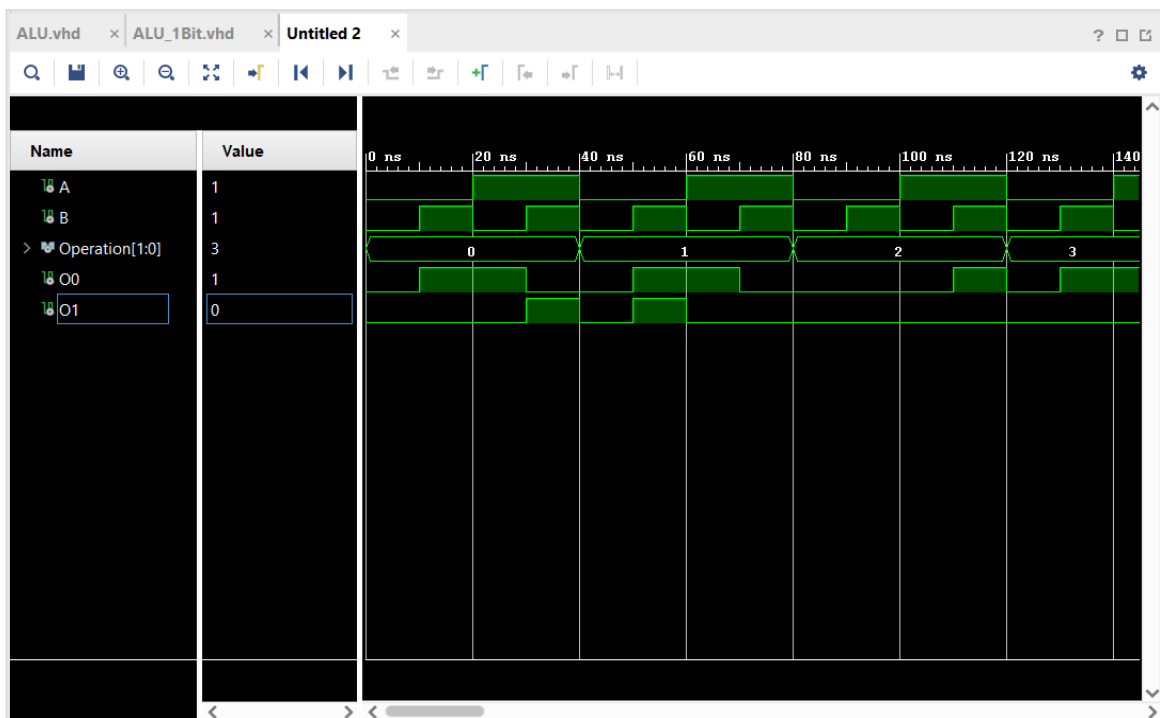 ALU.vhd × ALU_1Bit.vhd × Untitled 2 × ?
Name Value
0 ns 20 ns 40 ns 60 ns 80 ns 100 ns 120 ns 140
A 1
B 1
Operation[1:0] 3 0 1 2 3
O0 1
O1 0